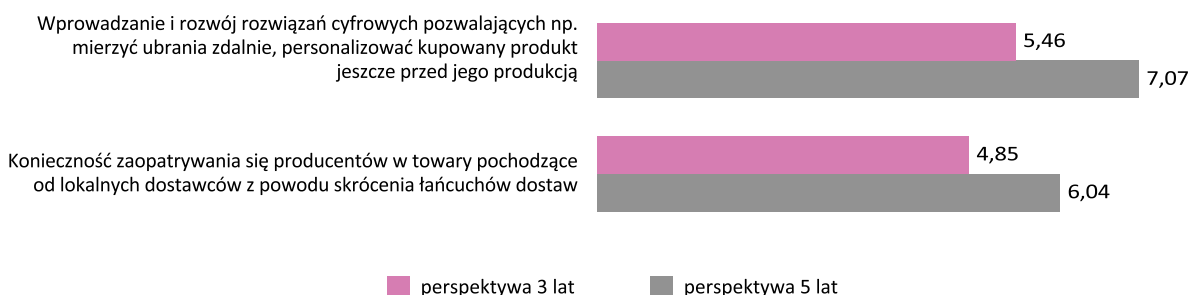 Wprowadzanie i rozwój rozwiązań cyfrowych pozwalających np.
mierzyć ubrania zdalnie, personalizować kupowany produkt
jeszcze przed jego produkcją
5,46
7,07
Konieczność zaopatrywania się producentów w towary pochodzące
od lokalnych dostawców z powodu skrócenia łańcuchów dostaw
4,85
6,04
perspektywa 3 lat
perspektywa 5 lat